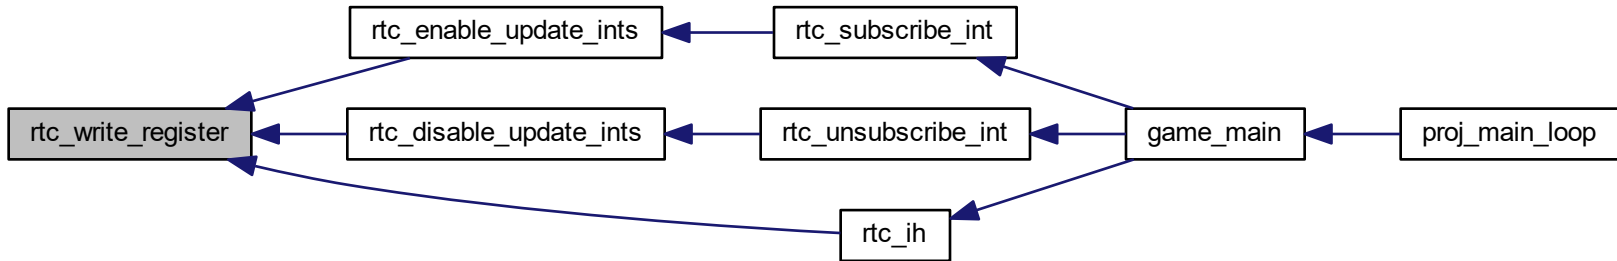 rtc_enable_update_ints
rtc_subscribe_int
rtc_write_register
rtc_disable_update_ints
rtc_unsubscribe_int
game_main
proj_main_loop
rtc_ih